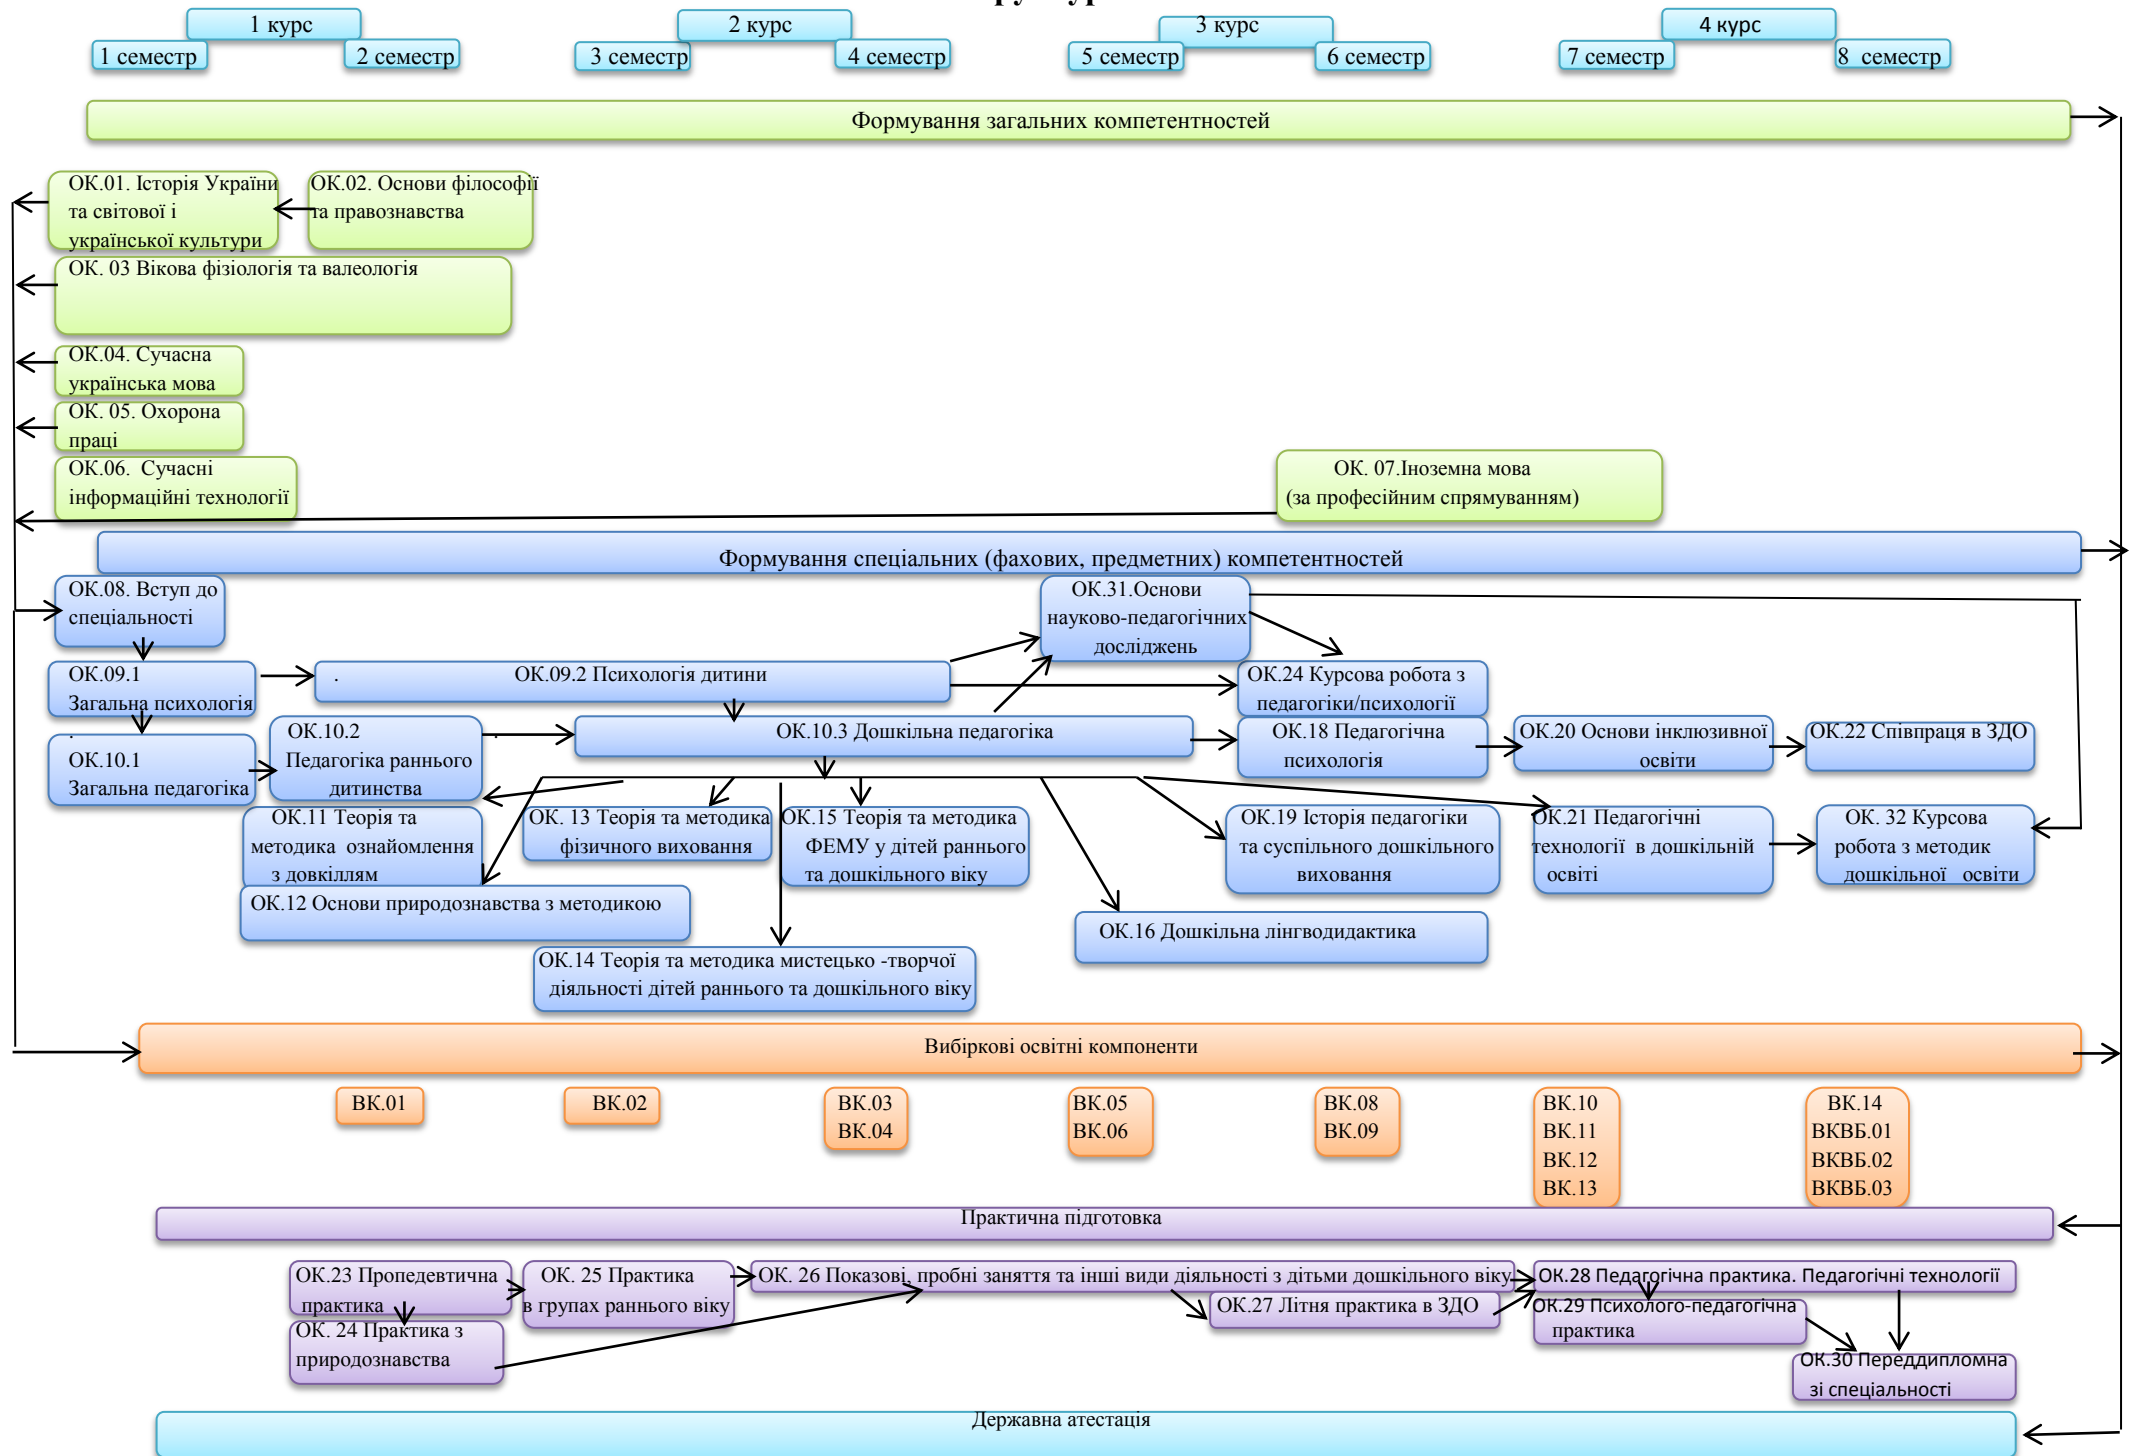 1 курс
2 курс
3 курс
4 курс
1 семестр
2 семестр
3 семестр
4 семестр
5 семестр
6 семестр
7 семестр
8 семестр
Формування загальних компетентностей
ОК.01. Історія України
та світової і
української культури
ОК.02. Основи філософії
та правознавства
ОК. 03 Вікова фізіологія та валеологія
ОК.04. Сучасна
українська мова
ОК. 05. Охорона
праці
ОК.06. Сучасні
інформаційні технології
ОК. 07.Іноземна мова
(за професійним спрямуванням)
Формування спеціальних (фахових, предметних) компетентностей
ОК.08. Вступ до
спеціальності
ОК.31.Основи
науково-педагогічних
досліджень
ОК.09.1
Загальна психологія
.
ОК.09.2 Психологія дитини
ОК.24 Курсова робота з
педагогіки/психології
.
ОК.10.1
Загальна педагогіка
ОК.10.2
Педагогіка раннього
дитинства
.
ОК.10.3 Дошкільна педагогіка
ОК.18 Педагогічна
психологія
ОК.20 Основи інклюзивної
освіти
ОК.22 Співпраця в ЗДО
ОК.11 Теорія та
методика ознайомлення
з довкіллям
ОК. 13 Теорія та методика
фізичного виховання
ОК.15 Теорія та методика
ФЕМУ у дітей раннього
та дошкільного віку
ОК.19 Історія педагогіки
та суспільного дошкільного
виховання
ОК.21 Педагогічні
технології в дошкільній
освіті
ОК. 32 Курсова
робота з методик
дошкільної освіти
ОК.12 Основи природознавства з методикою
ОК.16 Дошкільна лінгводидактика
ОК.14 Теорія та методика мистецько -творчої
діяльності дітей раннього та дошкільного віку
Вибіркові освітні компоненти
ВК.01
ВК.02
ВК.03
ВК.04
ВК.05
ВК.06
ВК.08
ВК.09
ВК.10
ВК.11
ВК.12
ВК.13
ВК.14
ВКВБ.01
ВКВБ.02
ВКВБ.03
Практична підготовка
ОК.23 Пропедевтична
практика
ОК. 25 Практика
в групах раннього віку
ОК. 26 Показові, пробні заняття та інші види діяльності з дітьми дошкільного віку
ОК.28 Педагогічна практика. Педагогічні технології
ОК.27 Літня практика в ЗДО
ОК.29 Психолого-педагогічна
практика
ОК. 24 Практика з
природознавства
ОК.30 Переддипломна
зі спеціальності
Державна атестація